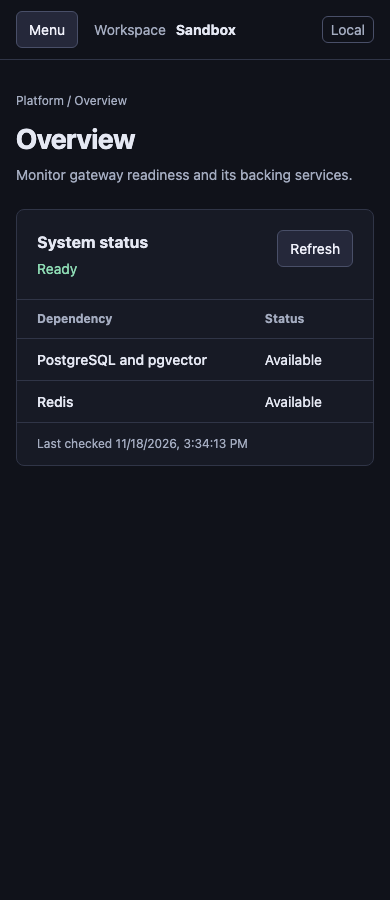 Menu Workspace Sandbox Local
Platform / Overview
Overview
Monitor gateway readiness and its backing services.
System status
Refresh
Ready
Dependency Status
PostgreSQL and pgvector Available
Redis Available
Last checked 11/18/2026, 3:34:13 PM